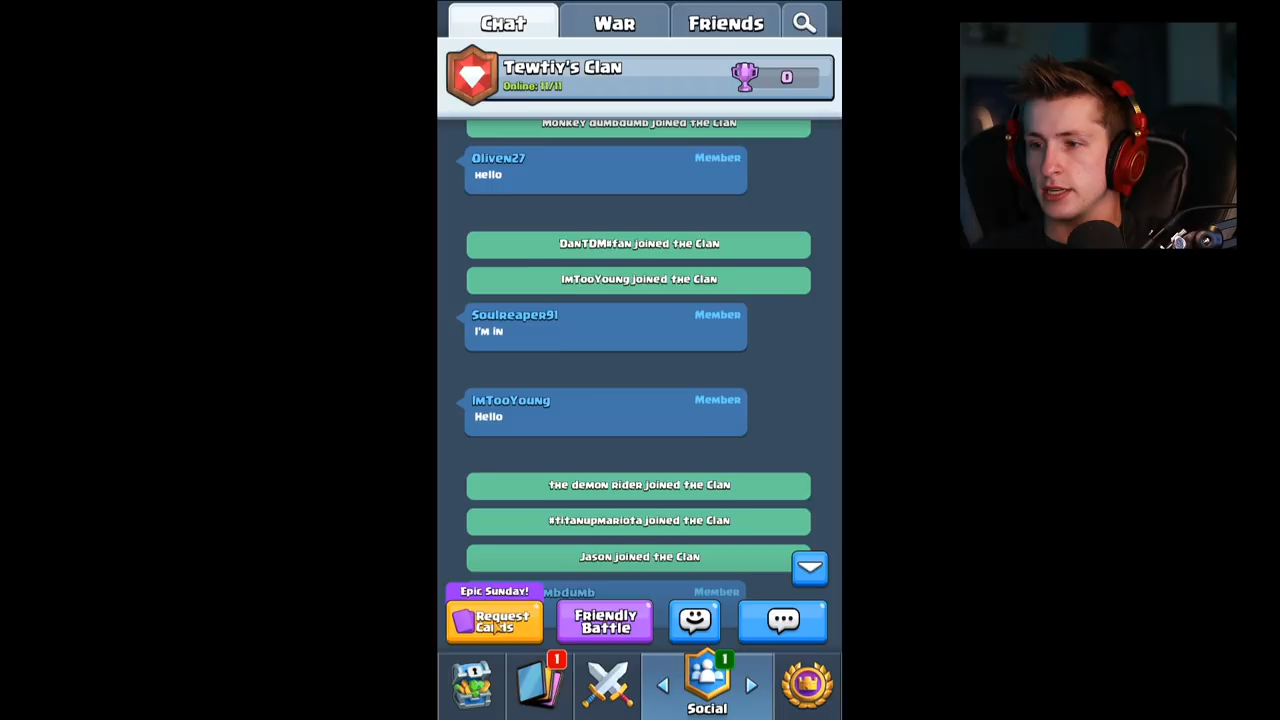 Chat
War
Friends
Tewtiy's Clan
Online: 11/11
0
Monkey dumbdumb joined the Clan
Oliven27
Member
Hello
DanTDM#fan joined the Clan
ImTooYoung joined the Clan
Soulreaper91
Member
I'm in
ImTooYoung
Member
Hello
the demon rider joined the Clan
#titanupmariota joined the Clan
Jason joined the Clan
Epic Sunday!
mbdumb
Member
Request
Cards
Friendly
Battle
1
1
Social